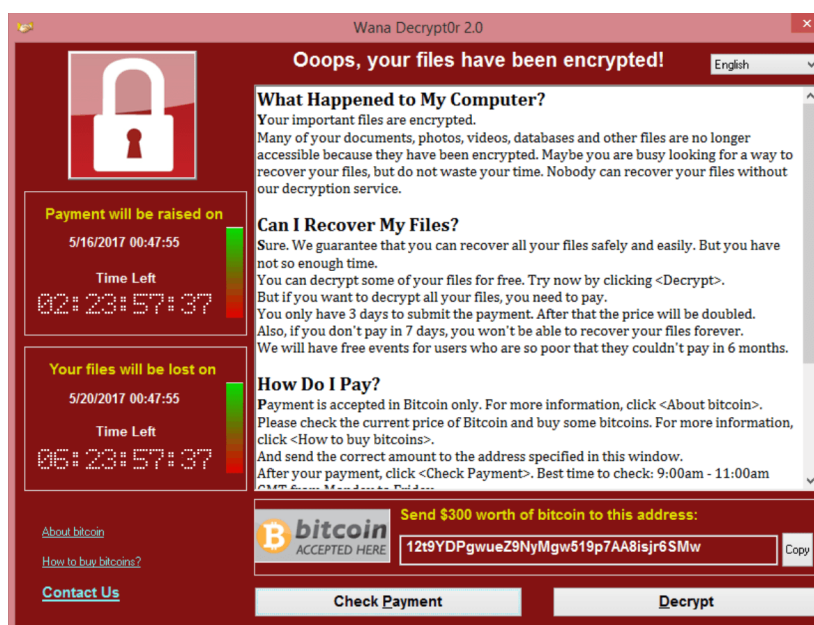 Wana Decrypt0r 2.0
Ooops, your files have been encrypted!
English
What Happened to My Computer?
Your important files are encrypted.
Many of your documents, photos, videos, databases and other files are no longer
accessible because they have been encrypted. Maybe you are busy looking for a way to
recover your files, but do not waste your time. Nobody can recover your files without
our decryption service.
Can I Recover My Files?
Sure. We guarantee that you can recover all your files safely and easily. But you have
not so enough time.
You can decrypt some of your files for free. Try now by clicking <Decrypt>.
But if you want to decrypt all your files, you need to pay.
You only have 3 days to submit the payment. After that the price will be doubled.
Also, if you don't pay in 7 days, you won't be able to recover your files forever.
We will have free events for users who are so poor that they couldn't pay in 6 months.
How Do I Pay?
Payment is accepted in Bitcoin only. For more information, click <About bitcoin>.
Please check the current price of Bitcoin and buy some bitcoins. For more information,
click <How to buy bitcoins>.
And send the correct amount to the address specified in this window.
After your payment, click <Check Payment>. Best time to check: 9:00am - 11:00am
GMT from Monday to Friday
Payment will be raised on
5/16/2017 00:47:55
Time Left
02:23:57:37
Your files will be lost on
5/20/2017 00:47:55
Time Left
06:23:57:37
About bitcoin
How to buy bitcoins?
Contact Us
bitcoin
ACCEPTED HERE
Send $300 worth of bitcoin to this address:
12t9YDPgwueZ9NyMgw519p7AA8isjr6SMw
Copy
Check Payment
Decrypt